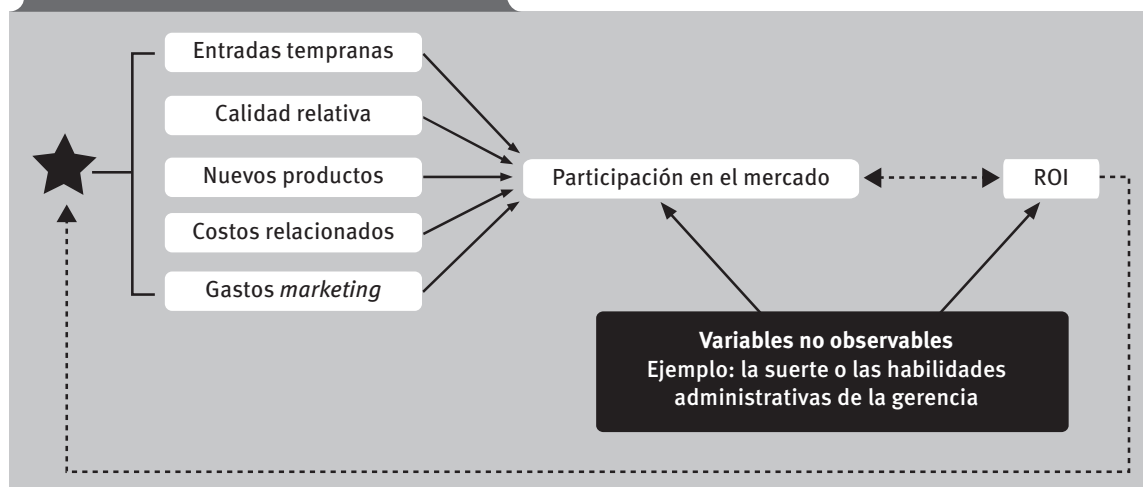 Entradas tempranas
Calidad relativa
Nuevos productos
Costos relacionados
Gastos marketing
Participación en el mercado
ROI
Variables no observables
Ejemplo: la suerte o las habilidades
administrativas de la gerencia